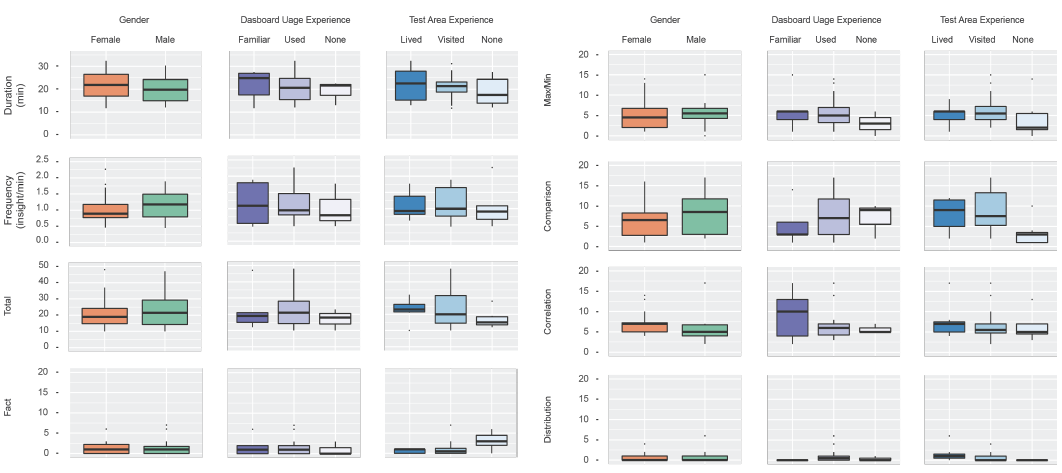 Gender Dasboard Uage Experience Test Area Experience
Female Male Familiar Used None Lived Visited None
Duration
(min)
30
20
10
0
Frequency
(insight/min)
2.5
2.0
1.5
1.0
0.5
0.0
Total
50
40
30
20
10
0
Fact
20
15
10
5
0
Gender Dasboard Uage Experience Test Area Experience
Female Male Familiar Used None Lived Visited None
Max/Min
20
15
10
5
0
Comparison
20
15
10
5
0
Correlation
20
15
10
5
0
Distribution
20
15
10
5
0